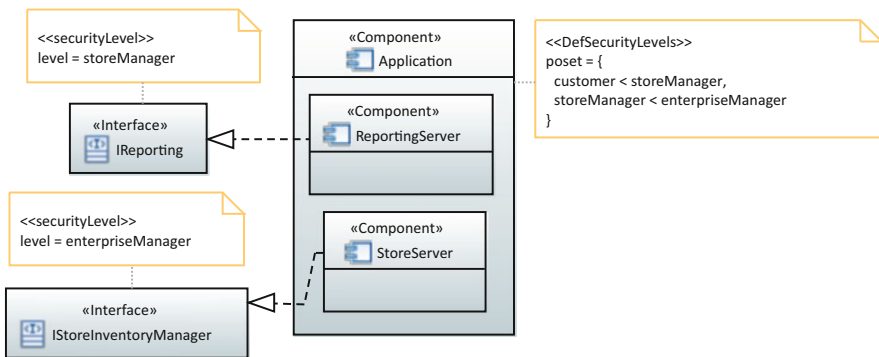 <<securityLevel>>
level = storeManager
«Interface»
IReporting
<<securityLevel>>
level = enterpriseManager
«Interface»
IStoreInventoryManager
«Component»
Application
«Component»
ReportingServer
«Component»
StoreServer
<<DefSecurityLevels>>
poset = {
customer < storeManager,
storeManager < enterpriseManager
}